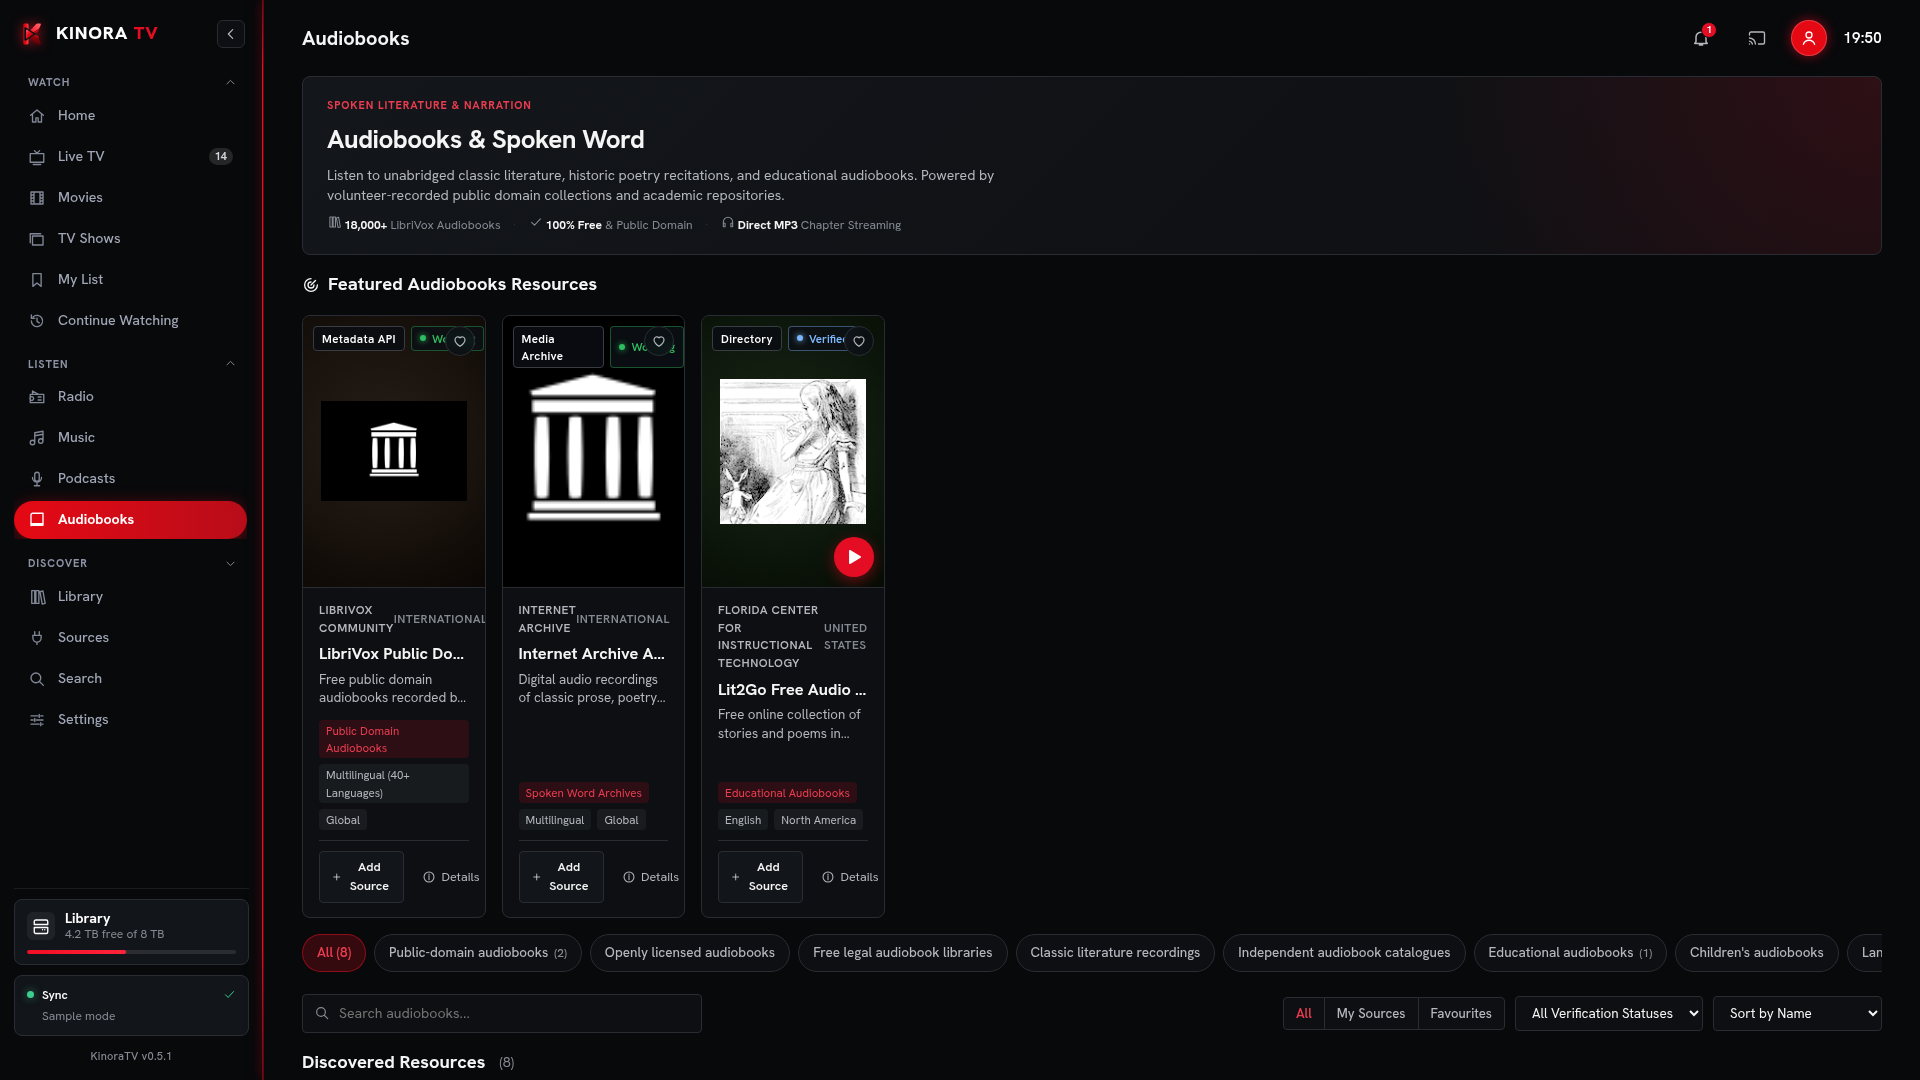 KINORA TV
WATCH
Home
Live TV
14
Movies
TV Shows
My List
Continue Watching
LISTEN
Radio
Music
Podcasts
Audiobooks
DISCOVER
Library
Sources
Search
Settings
Library
4.2 TB free of 8 TB
Sync
Sample mode
KinoraTV v0.5.1
Audiobooks
1
19:50
SPOKEN LITERATURE & NARRATION
Audiobooks & Spoken Word
Listen to unabridged classic literature, historic poetry recitations, and educational audiobooks. Powered by
volunteer-recorded public domain collections and academic repositories.
18,000+ LibriVox Audiobooks · 100% Free & Public Domain · Direct MP3 Chapter Streaming
Featured Audiobooks Resources
Metadata API
LIBRIVOX
COMMUNITY
INTERNATIONAL
LibriVox Public Do...
Free public domain
audiobooks recorded b...
Public Domain
Audiobooks
Multilingual (40+
Languages)
Global
+ Add
Source
Details
Media
Archive
INTERNET
ARCHIVE
INTERNATIONAL
Internet Archive A...
Digital audio recordings
of classic prose, poetry...
Spoken Word Archives
Multilingual
Global
+ Add
Source
Details
Directory
Verified
FLORIDA CENTER
FOR
INSTRUCTIONAL
TECHNOLOGY
UNITED
STATES
Lit2Go Free Audio ...
Free online collection of
stories and poems in...
Educational Audiobooks
English
North America
+ Add
Source
Details
All (8)
Public-domain audiobooks (2)
Openly licensed audiobooks
Free legal audiobook libraries
Classic literature recordings
Independent audiobook catalogues
Educational audiobooks (1)
Children's audiobooks
Lan
Search audiobooks...
All
My Sources
Favourites
All Verification Statuses
Sort by Name
Discovered Resources (8)